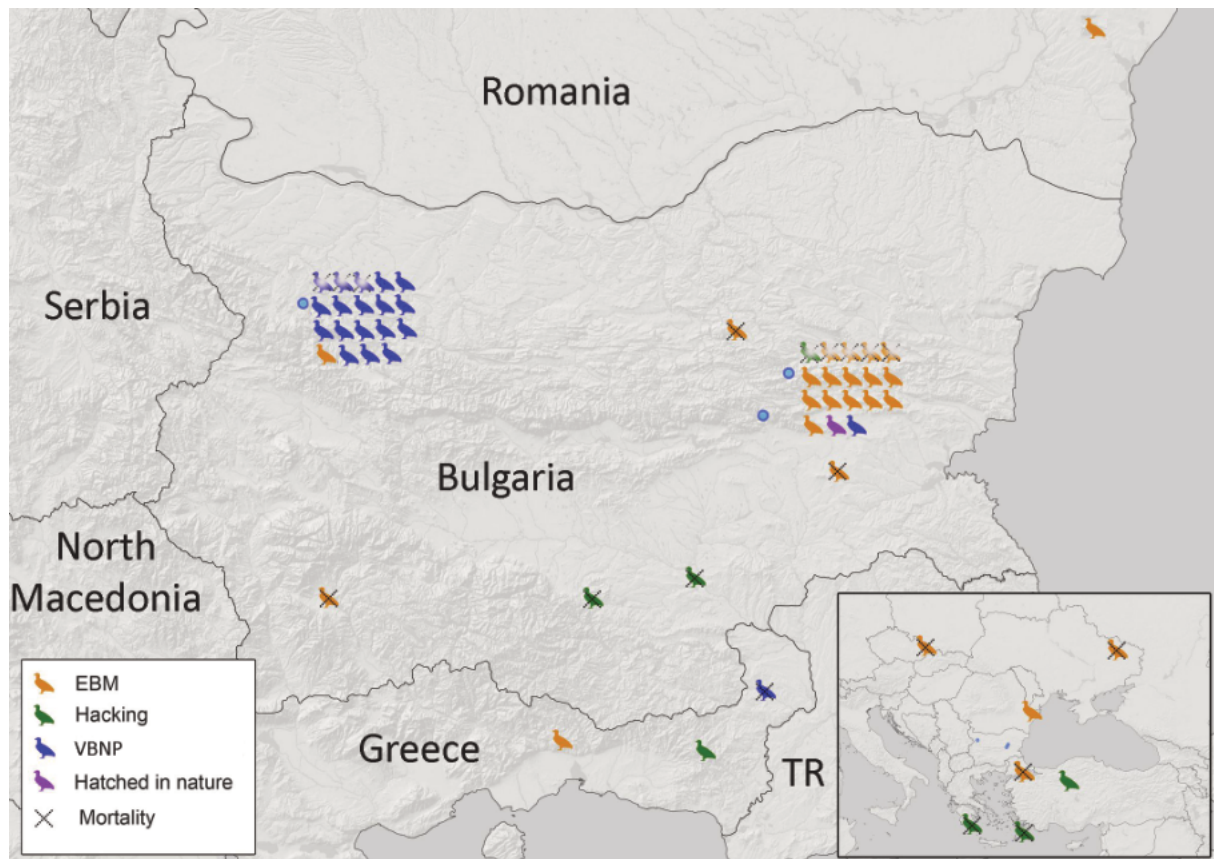 Romania
Serbia
Bulgaria
North
Macedonia
Greece
TR
EBM
Hacking
VBNP
Hatched in nature
Mortality